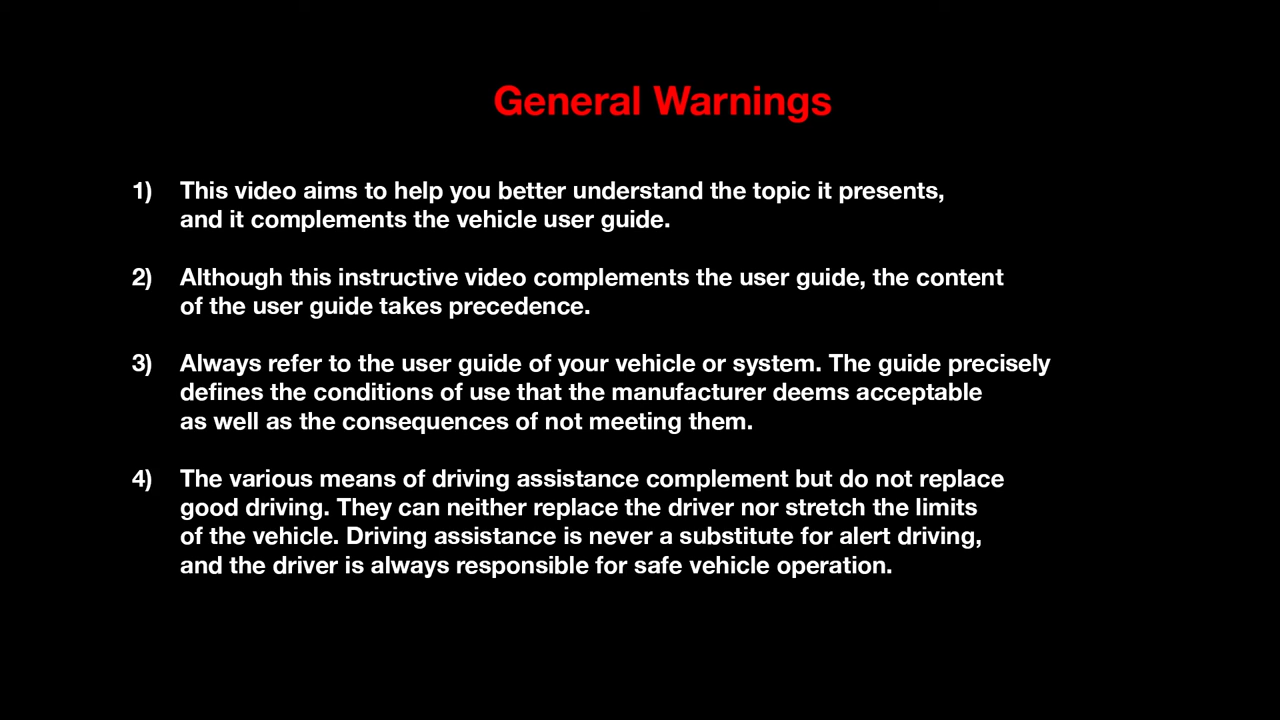 General Warnings
1) This video aims to help you better understand the topic it presents,
and it complements the vehicle user guide.
2) Although this instructive video complements the user guide, the content
of the user guide takes precedence.
3) Always refer to the user guide of your vehicle or system. The guide precisely
defines the conditions of use that the manufacturer deems acceptable
as well as the consequences of not meeting them.
4) The various means of driving assistance complement but do not replace
good driving. They can neither replace the driver nor stretch the limits
of the vehicle. Driving assistance is never a substitute for alert driving,
and the driver is always responsible for safe vehicle operation.